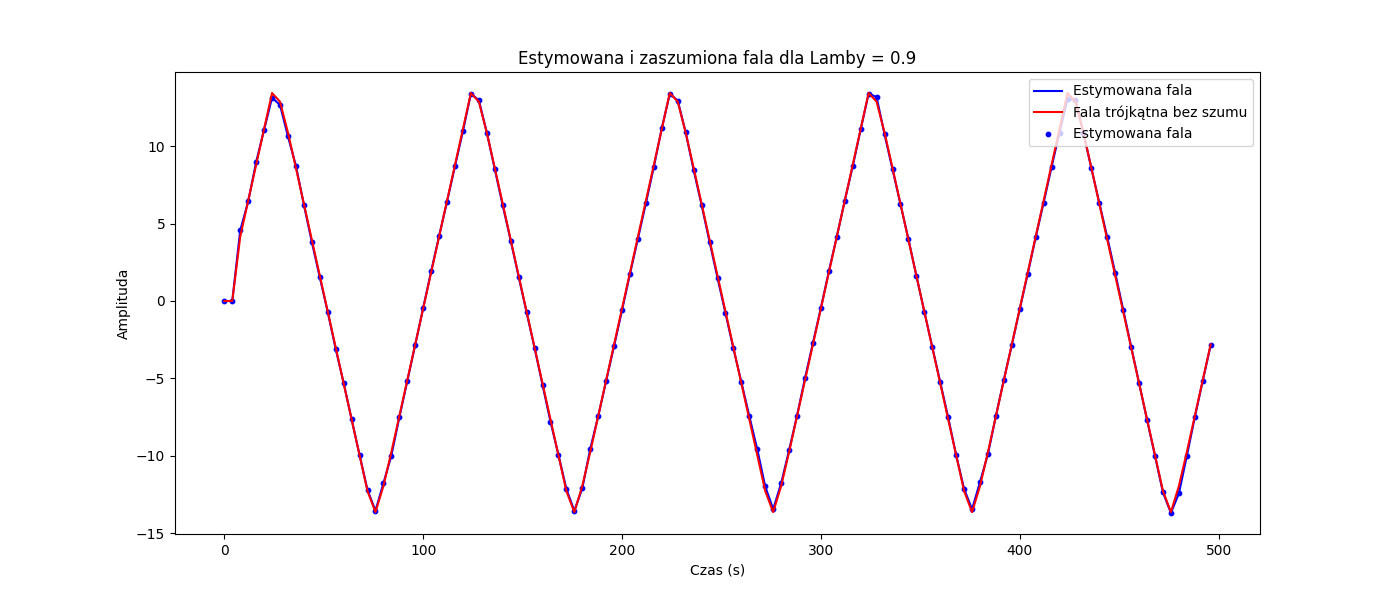 Estymowana i zaszumiona fala dla Lamby = 0.9
Estymowana fala
Fala trójkątna bez szumu
Estymowana fala
Amplituda
10
5
0
−5
−10
−15
0 100 200 300 400 500
Czas (s)